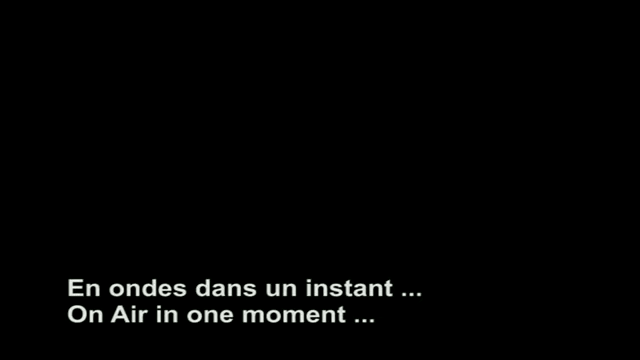 En ondes dans un instant ...
On Air in one moment ...